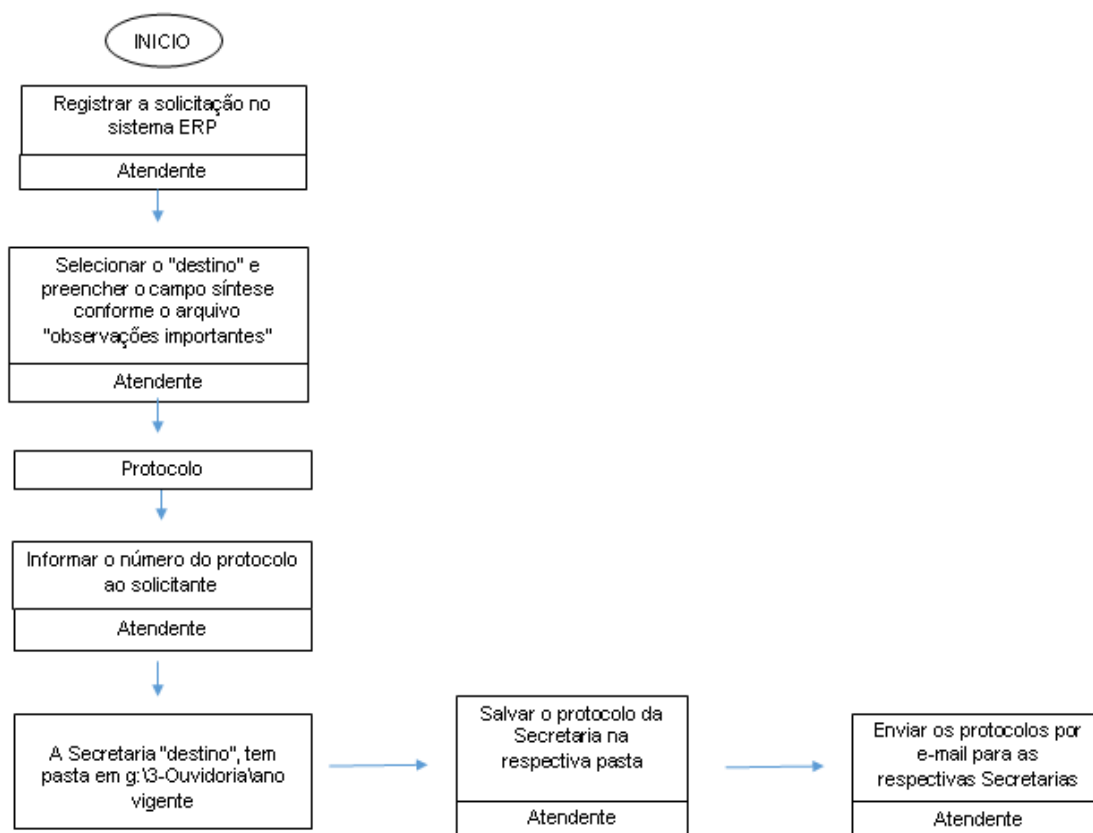 INICIO
Registrar a solicitação no
sistema ERP
Atendente
Selecionar o "destino" e
preencher o campo síntese
conforme o arquivo
"observações importantes"
Atendente
Protocolo
Informar o número do protocolo
ao solicitante
Atendente
A Secretaria "destino", tem
pasta em g:\3-Ouvidoria\ano
vigente
Salvar o protocolo da
Secretaria na
respectiva pasta
Atendente
Enviar os protocolos por
e-mail para as
respectivas Secretarias
Atendente